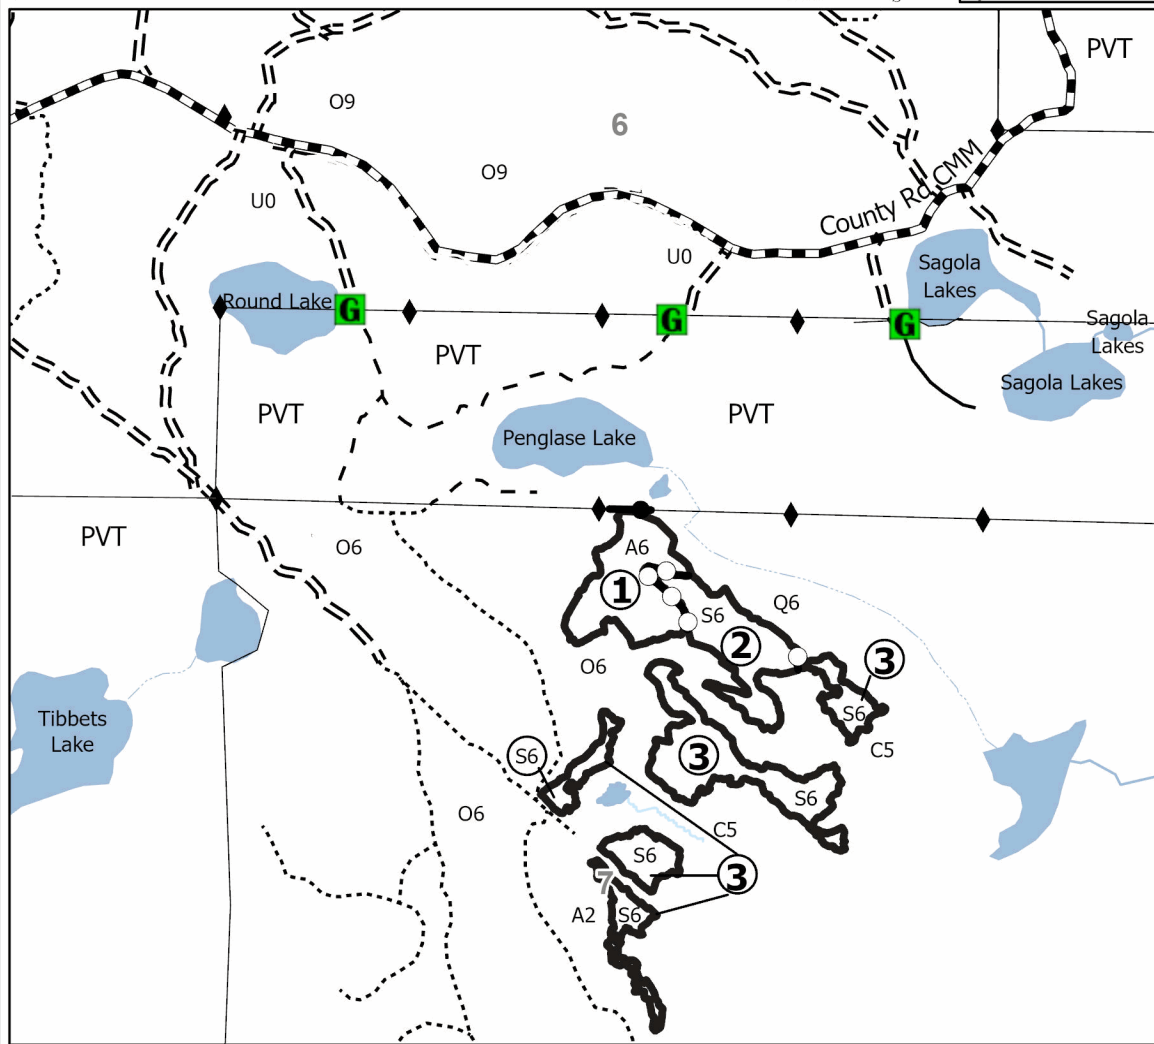 PVT
O9
6
O9
County Rd CMM
U0
U0
Sagola
Lakes
Round Lake
G
G
G
Sagola
Lakes
PVT
Sagola Lakes
PVT
PVT
Penglase Lake
PVT
O6
A6
1
S6
Q6
2
3
O6
S6
Tibbets
Lake
C5
S6
3
S6
O6
C5
S6
3
7
A2
S6